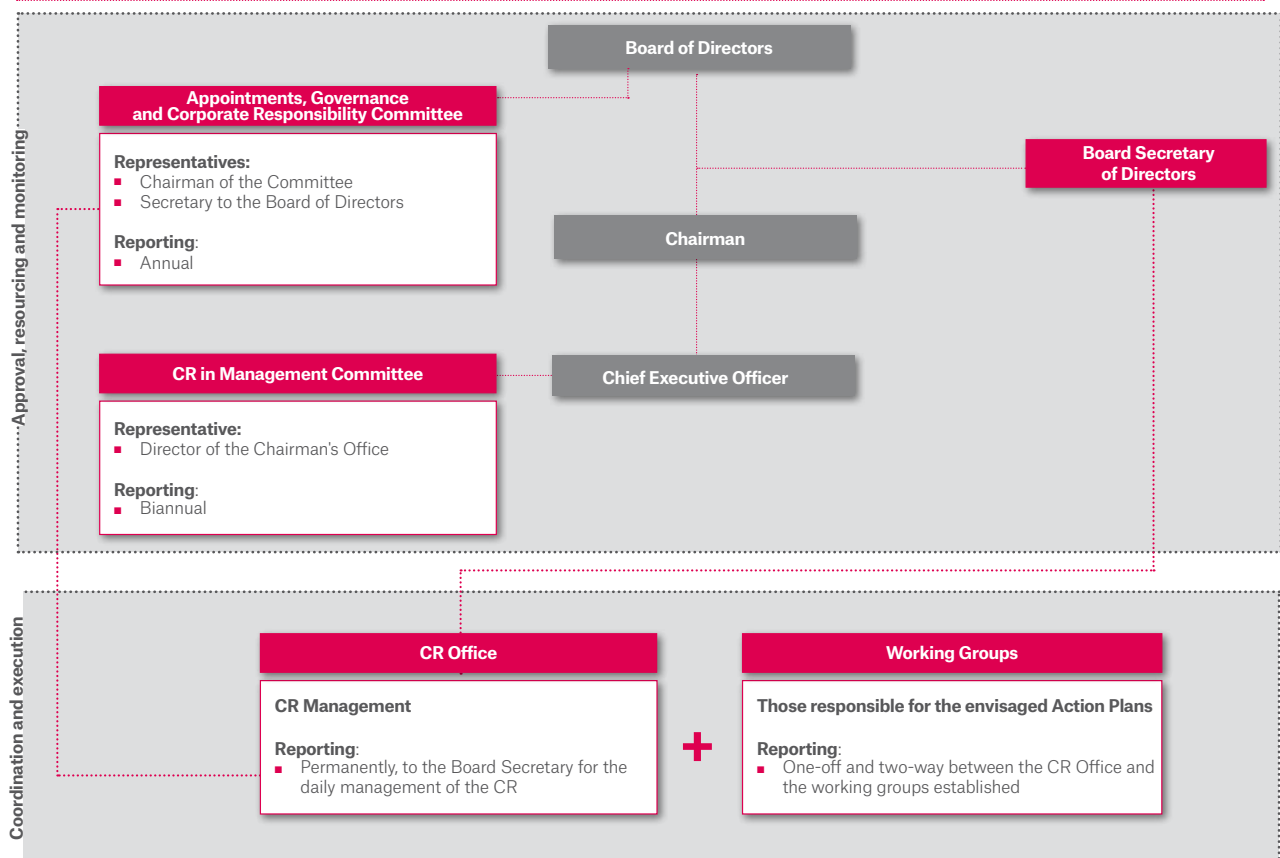 Board of Directors
Appointments, Governance
and Corporate Responsibility Committee
Representatives:
Chairman of the Committee
Secretary to the Board of Directors
Reporting:
Annual
Board Secretary
of Directors
Chairman
CR in Management Committee
Representative:
Director of the Chairman's Office
Reporting:
Biannual
Chief Executive Officer
Approval, resourcing and monitoring
Coordination and execution
CR Office
CR Management
Reporting:
Permanently, to the Board Secretary for the
daily management of the CR
+
Working Groups
Those responsible for the envisaged Action Plans
Reporting:
One-off and two-way between the CR Office and
the working groups established